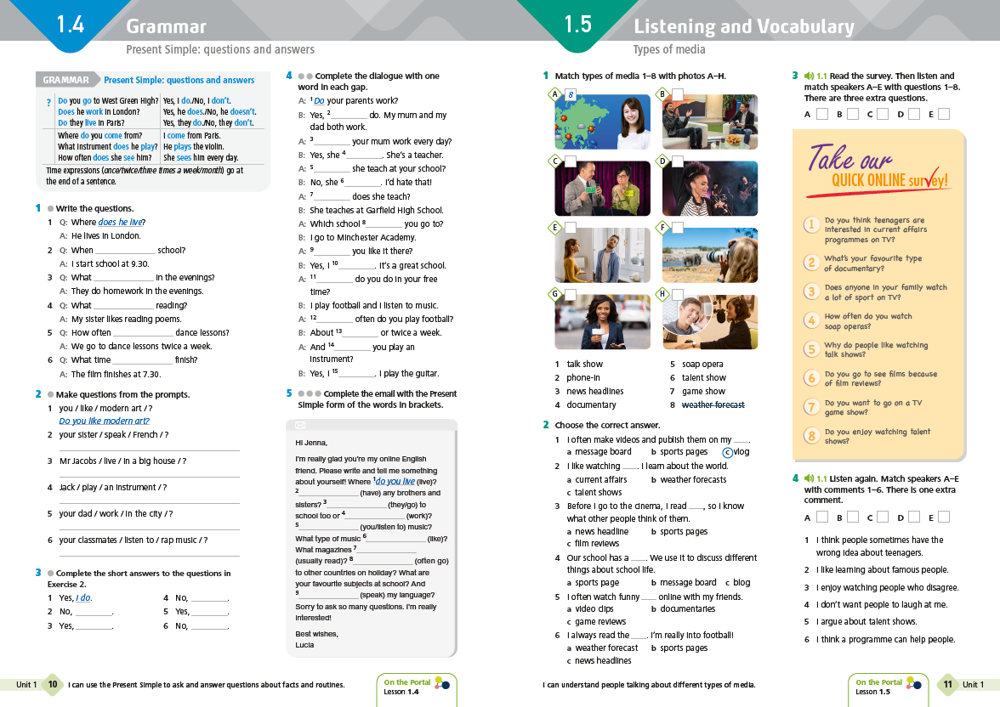 1.4
Grammar
Present Simple: questions and answers
GRAMMAR Present Simple: questions and answers
? Do you go to West Green High? Yes, I do./No, I don't.
Does he work in London? Yes, he does./No, he doesn't.
Do they live in Paris? Yes, they do./No, they don't.
Where do you come from? I come from Paris.
What instrument does he play? He plays the violin.
How often does she see him? She sees him every day.
Time expressions (once/twice/three times a week/month) go at
the end of a sentence.
1 Write the questions.
1 Q: Where does he live?
A: He lives in London.
2 Q: When ______ school?
A: I start school at 9.30.
3 Q: What ______ in the evenings?
A: They do homework in the evenings.
4 Q: What ______ reading?
A: My sister likes reading poems.
5 Q: How often ______ dance lessons?
A: We go to dance lessons twice a week.
6 Q: What time ______ finish?
A: The film finishes at 7.30.
2 Make questions from the prompts.
1 you / like / modern art / ?
Do you like modern art?
2 your sister / speak / French / ?
3 Mr Jacobs / live / in a big house / ?
4 Jack / play / an instrument / ?
5 your dad / work / in the city / ?
6 your classmates / listen to / rap music / ?
3 Complete the short answers to the questions in
Exercise 2.
1 Yes, I do. 4 No, ______.
2 No, ______. 5 Yes, ______.
3 Yes, ______. 6 No, ______.
4 Complete the dialogue with one
word in each gap.
A: 1 Do your parents work?
B: Yes, 2 ______ do. My mum and my
dad both work.
A: 3 ______ your mum work every day?
B: Yes, she 4 ______. She's a teacher.
A: 5 ______ she teach at your school?
B: No, she 6 ______. I'd hate that!
A: 7 ______ does she teach?
B: She teaches at Garfield High School.
A: Which school 8 ______ you go to?
B: I go to Minchester Academy.
A: 9 ______ you like it there?
B: Yes, I 10 ______. It's a great school.
A: 11 ______ do you do in your free
time?
B: I play football and I listen to music.
A: 12 ______ often do you play football?
B: About 13 ______ or twice a week.
A: And 14 ______ you play an
instrument?
B: Yes, I 15 ______. I play the guitar.
5 Complete the email with the Present
Simple form of the words in brackets.
Hi Jenna,
I'm really glad you're my online English
friend. Please write and tell me something
about yourself! Where 1 do you live (live)?
2 ______ (have) any brothers and
sisters? 3 ______ (they/go) to
school too or 4 ______ (work)?
5 ______ (you/listen to) music?
What type of music 6 ______ (like)?
What magazines 7 ______
(usually read)? 8 ______ (often go)
to other countries on holiday? What are
your favourite subjects at school? And
9 ______ (speak) my language?
Sorry to ask so many questions. I'm really
interested!
Best wishes,
Lucia
Unit 1 10 I can use the Present Simple to ask and answer questions about facts and routines.
On the Portal
Lesson 1.4
1.5
Listening and Vocabulary
Types of media
1 Match types of media 1–8 with photos A–H.
A 8 B
C D
E F
G H
1 talk show 5 soap opera
2 phone-in 6 talent show
3 news headlines 7 game show
4 documentary 8 weather forecast
2 Choose the correct answer.
1 I often make videos and publish them on my ____.
a message board b sports pages c vlog
2 I like watching ____. I learn about the world.
a current affairs b weather forecasts
c talent shows
3 Before I go to the cinema, I read ____, so I know
what other people think of them.
a news headline b sports pages
c film reviews
4 Our school has a ____. We use it to discuss different
things about school life.
a sports page b message board c blog
5 I often watch funny ____ online with my friends.
a video clips b documentaries
c game reviews
6 I always read the ____. I'm really into football!
a weather forecast b sports pages
c news headlines
3 1.1 Read the survey. Then listen and
match speakers A–E with questions 1–8.
There are three extra questions.
A B C D E
Take our
QUICK ONLINE survey!
1 Do you think teenagers are
interested in current affairs
programmes on TV?
2 What's your favourite type
of documentary?
3 Does anyone in your family watch
a lot of sport on TV?
4 How often do you watch
soap operas?
5 Why do people like watching
talk shows?
6 Do you go to see films because
of film reviews?
7 Do you want to go on a TV
game show?
8 Do you enjoy watching talent
shows?
4 1.1 Listen again. Match speakers A–E
with comments 1–6. There is one extra
comment.
A B C D E
1 I think people sometimes have the
wrong idea about teenagers.
2 I like learning about famous people.
3 I enjoy watching people who disagree.
4 I don't want people to laugh at me.
5 I argue about talent shows.
6 I think a programme can help people.
I can understand people talking about different types of media.
On the Portal
Lesson 1.5
11 Unit 1